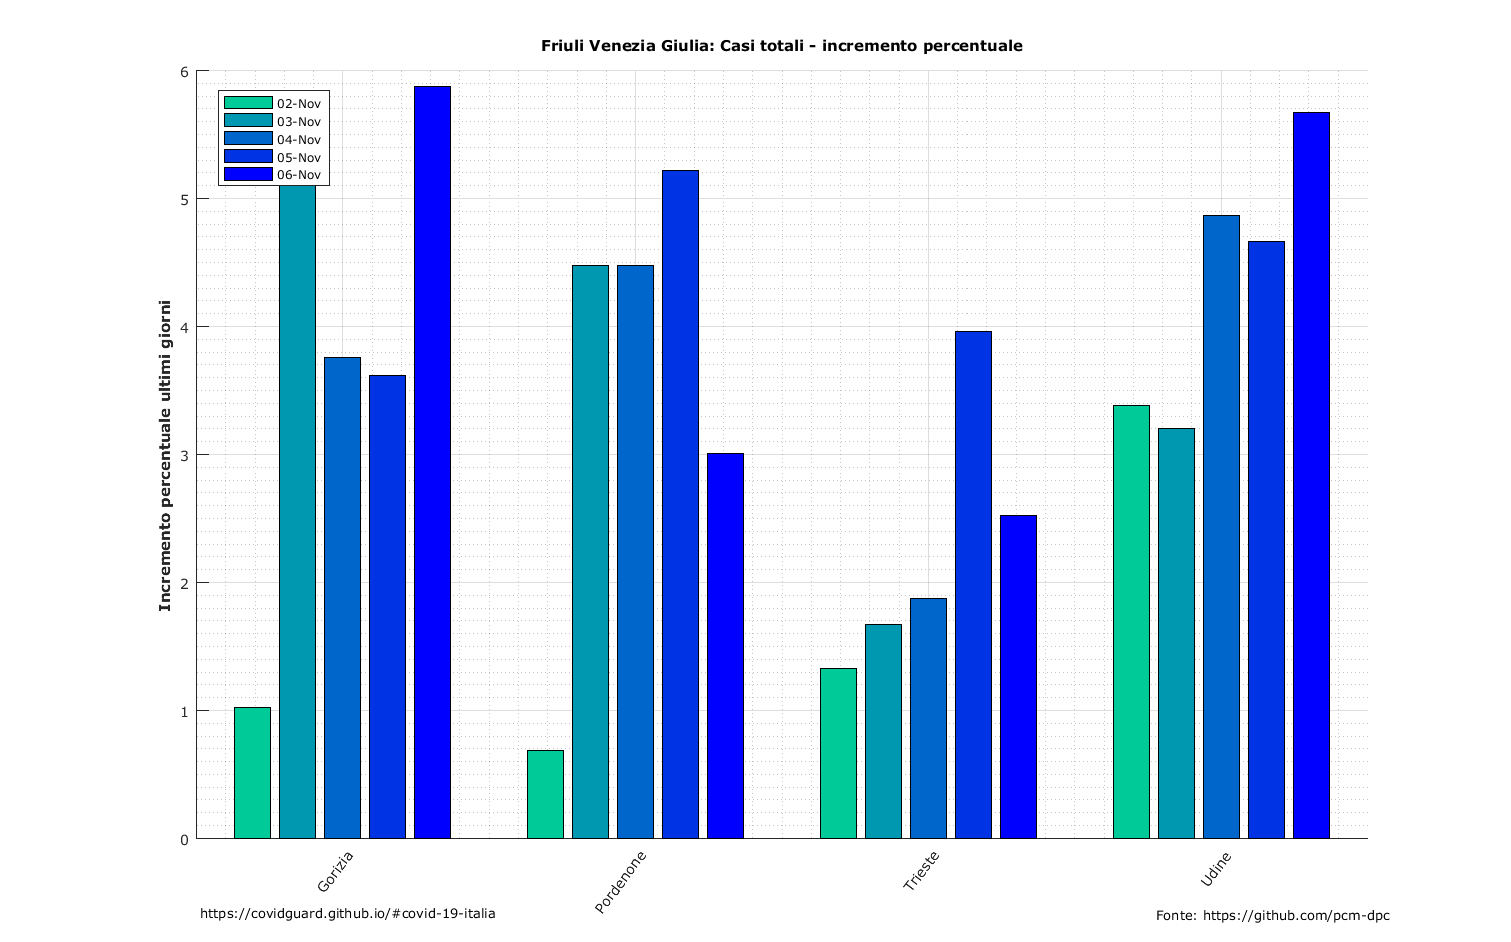 Friuli Venezia Giulia: Casi totali - incremento percentuale
Incremento percentuale ultimi giorni
6
5
4
3
2
1
0
02-Nov
03-Nov
04-Nov
05-Nov
06-Nov
Gorizia
Pordenone
Trieste
Udine
https://covidguard.github.io/#covid-19-italia
Fonte: https://github.com/pcm-dpc